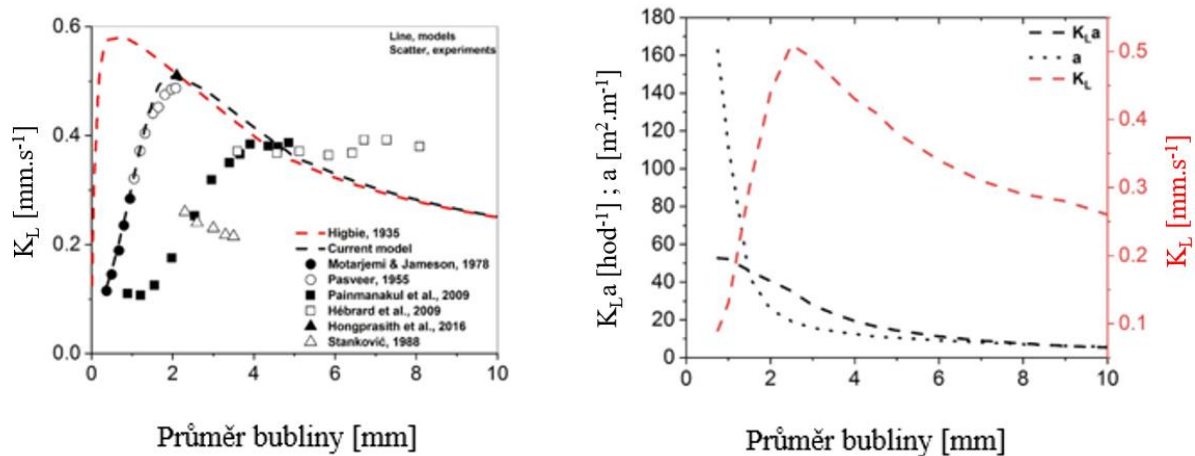 0.6
0.4
0.2
0.0
K_L [mm.s⁻¹]
Line, models
Scatter, experiments
Higbie, 1935
Current model
Motarjemi & Jameson, 1978
Pasveer, 1955
Painmanakul et al., 2009
Hébrard et al., 2009
Hongprasith et al., 2016
Stanković, 1988
0 2 4 6 8 10
Průměr bubliny [mm]
180
160
140
120
100
80
60
40
20
0
K_La [hod⁻¹] ; a [m².m⁻¹]
K_La
a
K_L
0.5
0.4
0.3
0.2
0.1
K_L [mm.s⁻¹]
0 2 4 6 8 10
Průměr bubliny [mm]